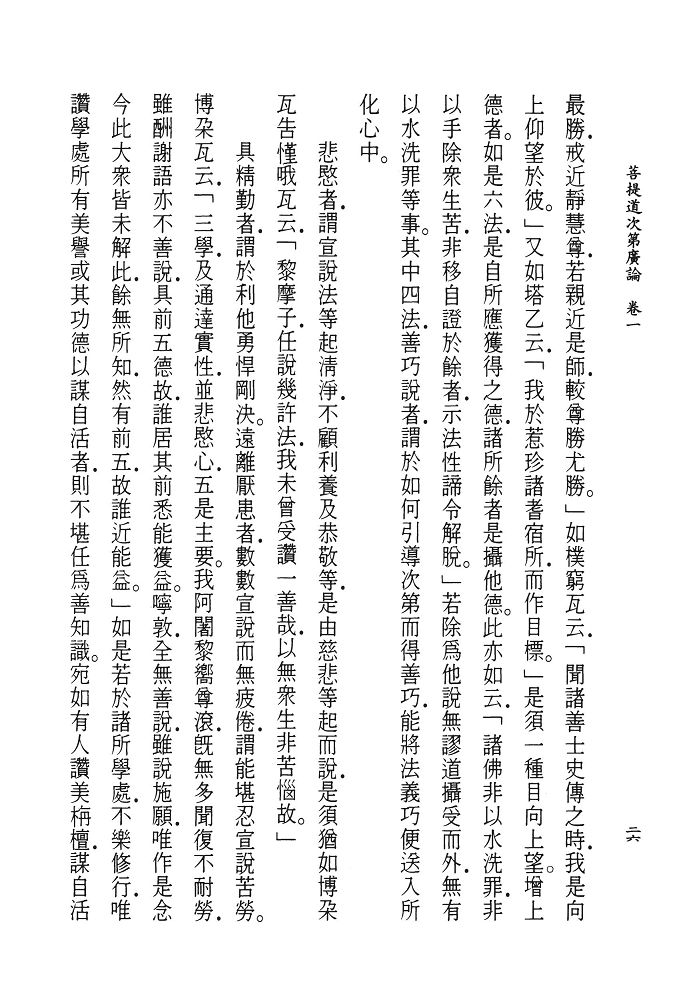 菩提道次第廣論　卷一
二六
最勝．戒近靜慧尊．若親近是師．較尊勝尤勝。」如樸窮瓦云．「聞諸善士史傳之時．我是向
上仰望於彼。」又如塔乙云．「我於惹珍諸耆宿所．而作目標。」是須一種目向上望。增上
德者。如是六法．是自所應獲得之德．諸所餘者是攝他德。此亦如云．「諸佛非以水洗罪．非
以手除眾生苦．非移自證於餘者．示法性諦令解脫。」若除為他說無謬道攝受而外．無有
以水洗罪等事。其中四法．善巧說者．謂於如何引導次第而得善巧．能將法義巧便送入所
化心中。
悲愍者．謂宣說法等起清淨．不顧利養及恭敬等．是由慈悲等起而說．是須猶如博朶
瓦告慬哦瓦云．「黎摩子．任說幾許法．我未曾受讚一善哉．以無眾生非苦惱故。」
具精勤者．謂於利他勇悍剛決。遠離厭患者．數數宣說而無疲倦．謂能堪忍宣說苦勞。
博朶瓦云．「三學．及通達實性．並悲愍心．五是主要。我阿闍黎嚮尊滾．既無多聞復不耐勞．
雖酬謝語亦不善說．具前五德故．誰居其前悉能獲益。嚀敦．全無善說．雖說施願．唯作是念
今此大眾皆未解此．餘無所知．然有前五．故誰近能益。」如是若於諸所學處．不樂修行．唯
讚學處所有美譽或其功德以謀自活者．則不堪任為善知識。宛如有人讚美栴檀．謀自活